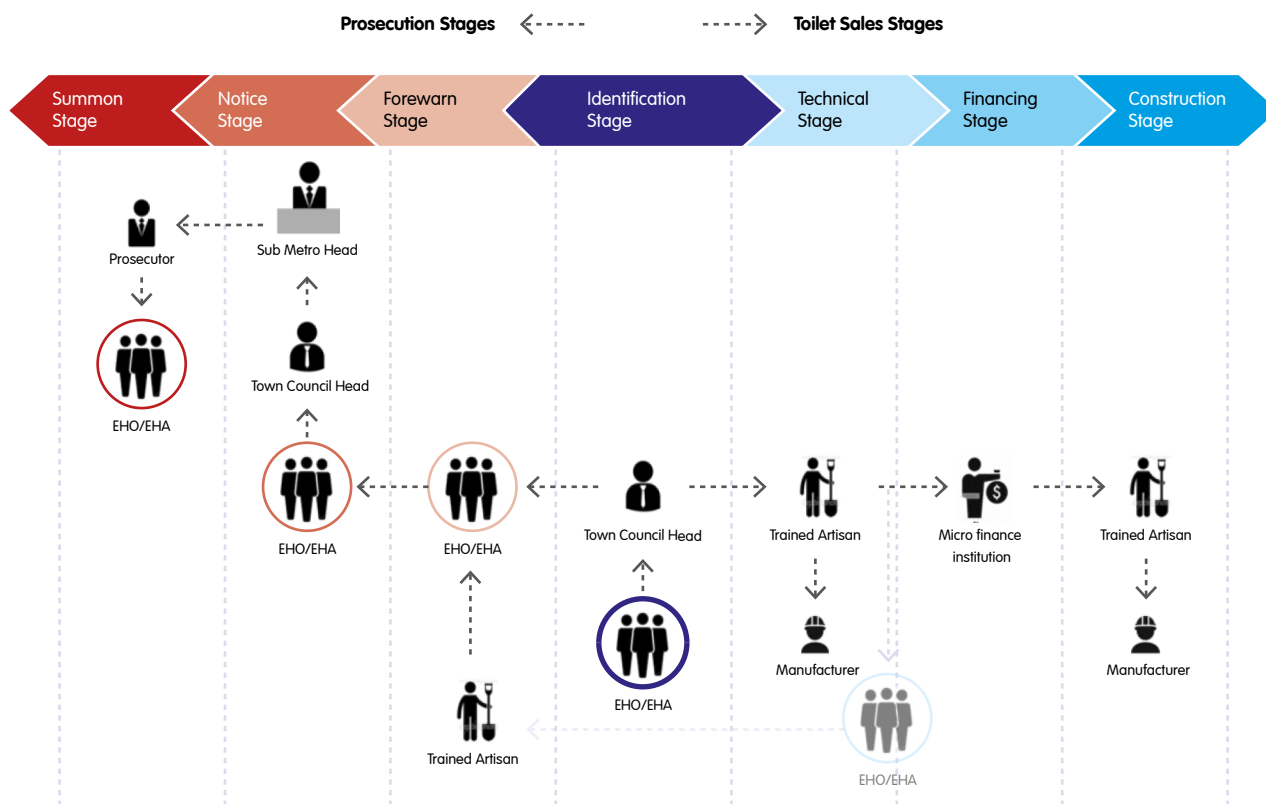 Prosecution Stages
Toilet Sales Stages
Summon
Stage
Notice
Stage
Forewarn
Stage
Identification
Stage
Technical
Stage
Financing
Stage
Construction
Stage
Prosecutor
Sub Metro Head
EHO/EHA
Town Council Head
EHO/EHA
EHO/EHA
Town Council Head
Trained Artisan
$
Micro finance
institution
Trained Artisan
Manufacturer
Manufacturer
EHO/EHA
Trained Artisan
EHO/EHA